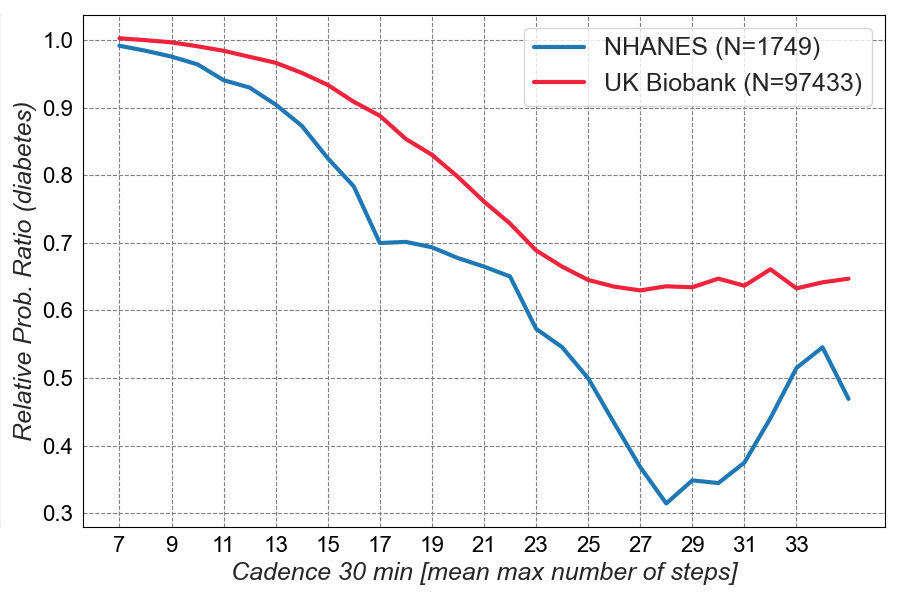 NHANES (N=1749)
UK Biobank (N=97433)
Relative Prob. Ratio (diabetes)
1.0
0.9
0.8
0.7
0.6
0.5
0.4
0.3
7 9 11 13 15 17 19 21 23 25 27 29 31 33
Cadence 30 min [mean max number of steps]